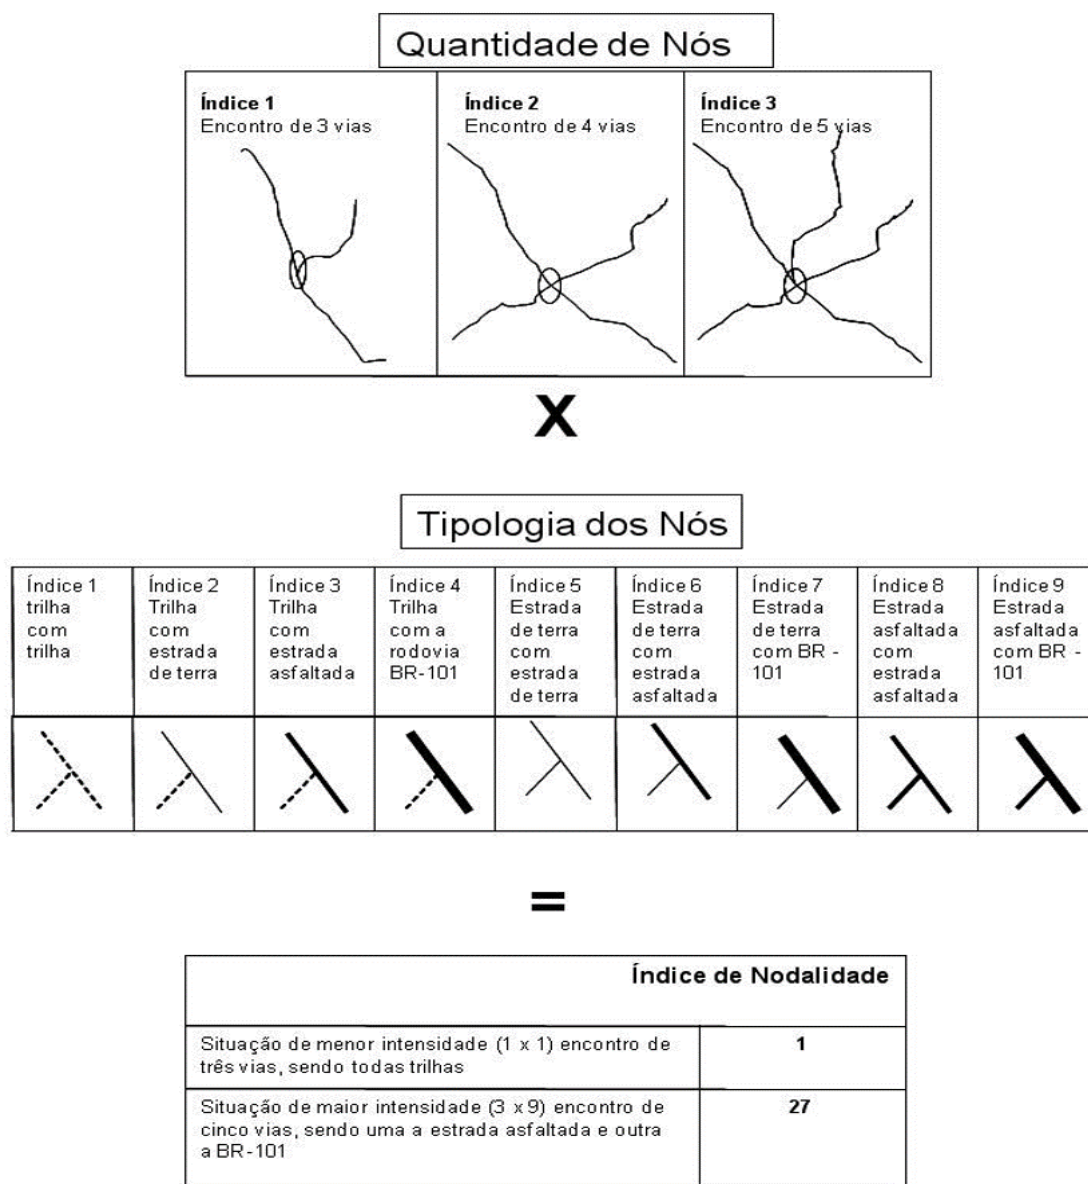 Quantidade de Nós
Índice 1
Encontro de 3 vias
Índice 2
Encontro de 4 vias
Índice 3
Encontro de 5 vias
X
Tipologia dos Nós
Índice 1
trilha
com
trilha
Índice 2
Trilha
com
estrada
de terra
Índice 3
Trilha
com
estrada
asfaltada
Índice 4
Trilha
com a
rodovia
BR-101
Índice 5
Estrada
de terra
com
estrada
de terra
Índice 6
Estrada
de terra
com
estrada
asfaltada
Índice 7
Estrada
de terra
com BR -
101
Índice 8
Estrada
asfaltada
com
estrada
asfaltada
Índice 9
Estrada
asfaltada
com BR -
101
=
Índice de Nodalidade
Situação de menor intensidade (1 x 1) encontro de
três vias, sendo todas trilhas
1
Situação de maior intensidade (3 x 9) encontro de
cinco vias, sendo uma a estrada asfaltada e outra
a BR-101
27